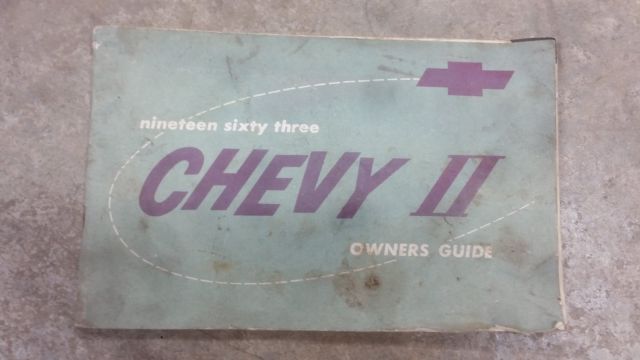 nineteen sixty three
CHEVY II
OWNERS GUIDE